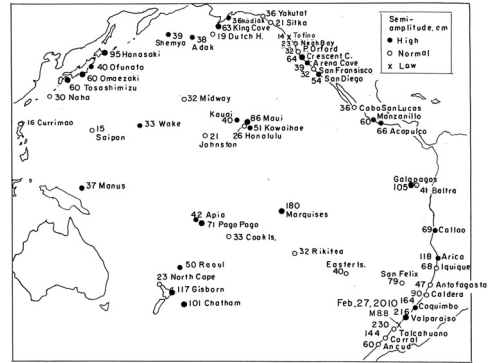 36 Yakutat
36 Kodiak
21 Sitka
63 King Cove
39
Shemya
38
Adak
19 Dutch H.
14 x Tofino
23 Neah Bay
32 P. Orford
64 Crescent C.
Arena Cove
39
San Francisco
32
San Diego
54
Semi-
amplitude, cm
High
Normal
x Law
95 Hanasaki
40 Ofunato
60 Omaezaki
60 Tosashimizu
30 Naha
32 Midway
36 Cabo San Lucas
Manzanillo
60
66 Acapulco
16 Currimao
15
Saipan
33 Wake
Kauai
40
86 Maui
51 Kawaihae
26 Honolulu
21
Johnston
Galapagos
105
41 Baltra
37 Manus
180
Marquises
42 Apia
71 Pago Pago
33 Cook Is,
69 Callao
32 Rikitea
118 Arica
68 Iquique
50 Raoul
Easter Is.
40
San Felix
79
23 North Cape
117 Gisborn
101 Chatham
47 Antofagasta
90 Caldera
Feb, 27, 2010
164 Coquimbo
M 8.8
216 Valparaiso
230
Talcahuano
144 Corral
60 Ancud